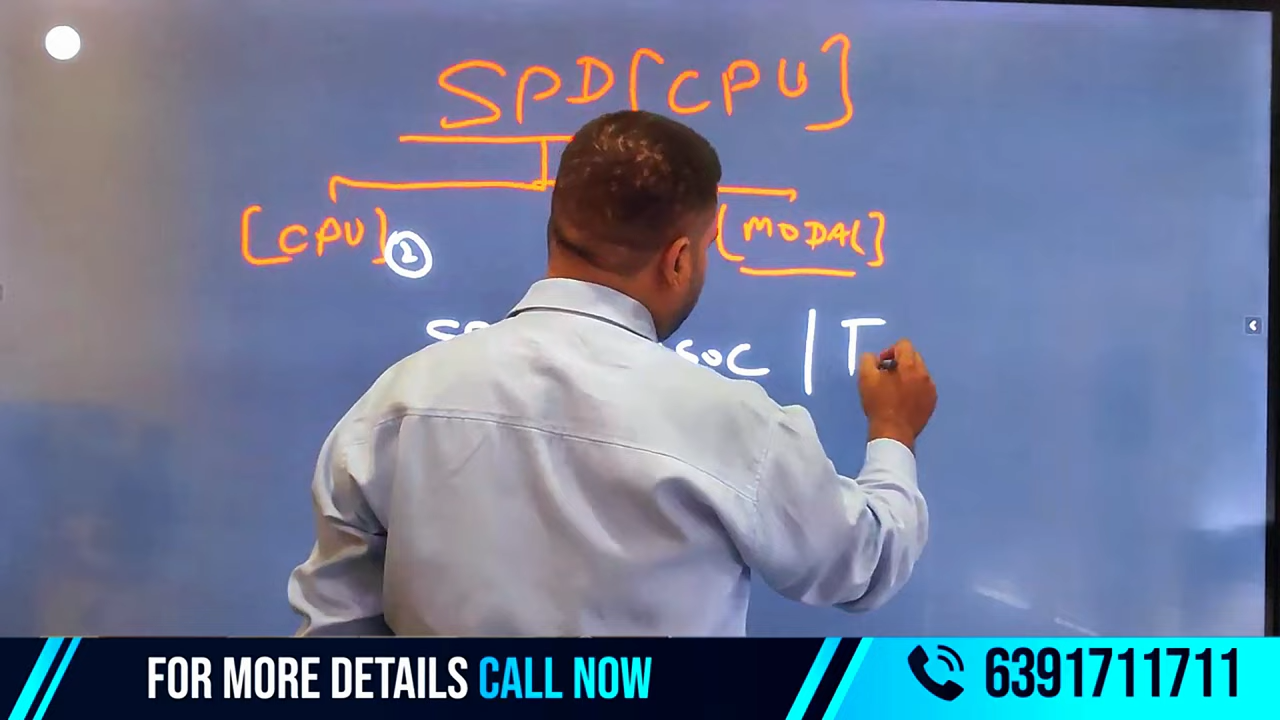 SPD [CPU]
[CPU] 2 [MODAL]
SOC | T
FOR MORE DETAILS CALL NOW 6391711711